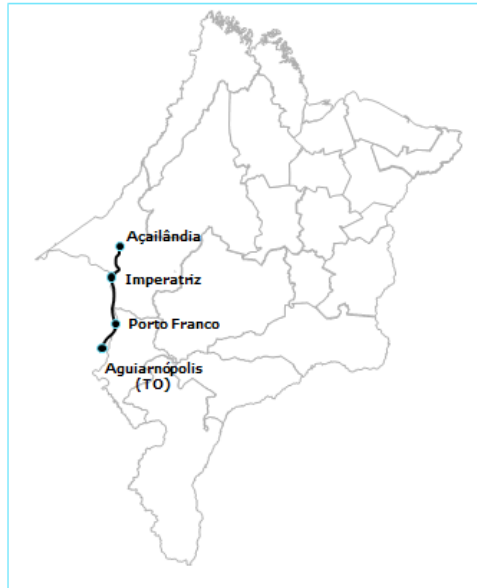 Açailândia
Imperatriz
Porto Franco
Aguiarnópolis
(TO)